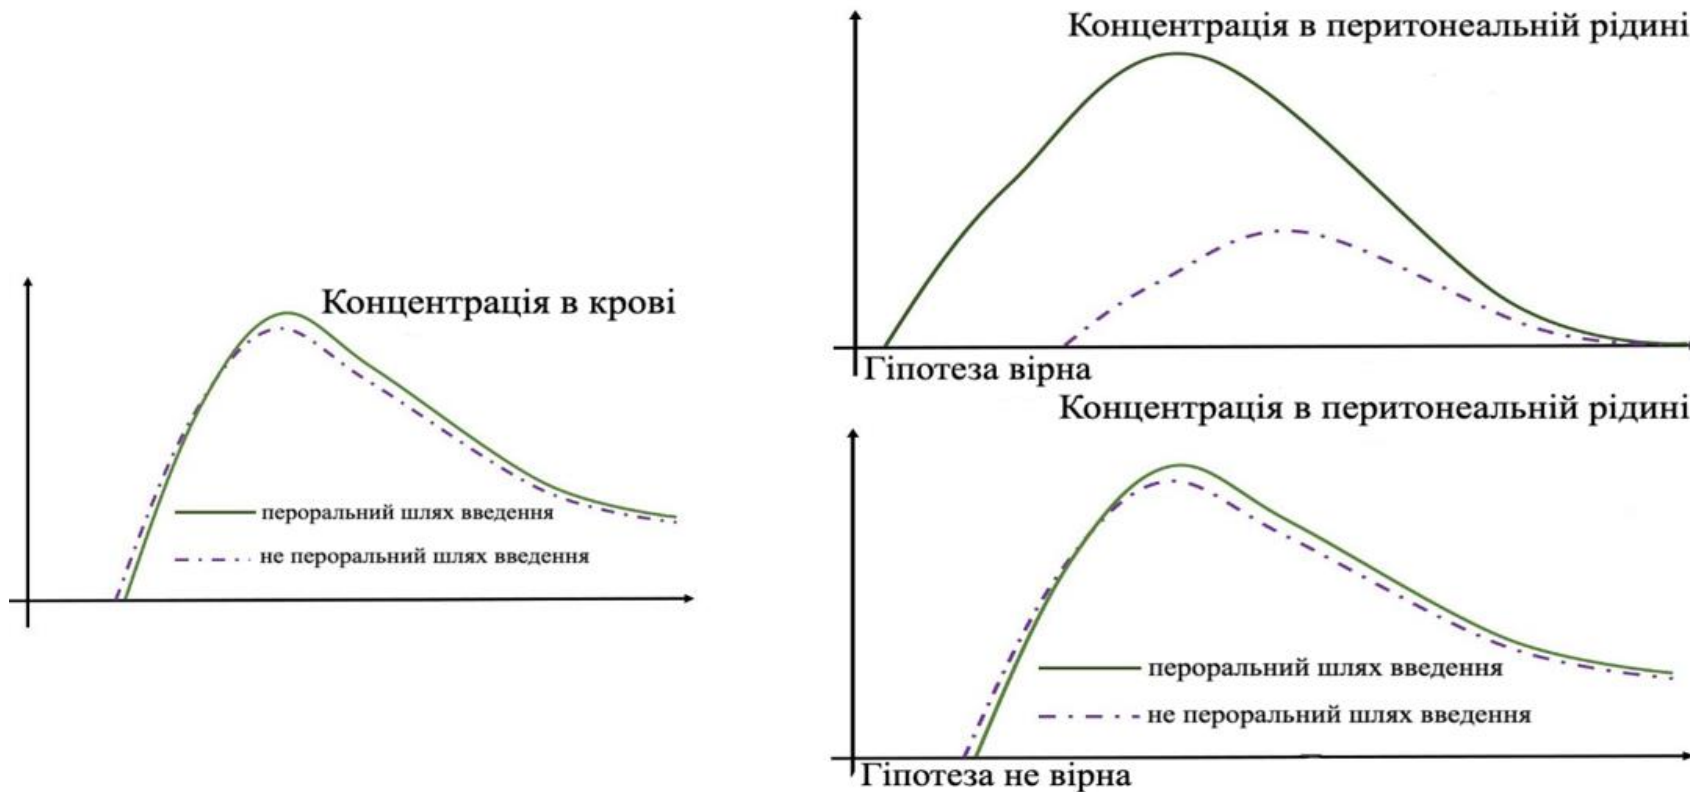 Концентрація в крові
пероральний шлях введення
не пероральний шлях введення
Концентрація в перитонеальній рідині
Гіпотеза вірна
Концентрація в перитонеальній рідині
пероральний шлях введення
не пероральний шлях введення
Гіпотеза не вірна